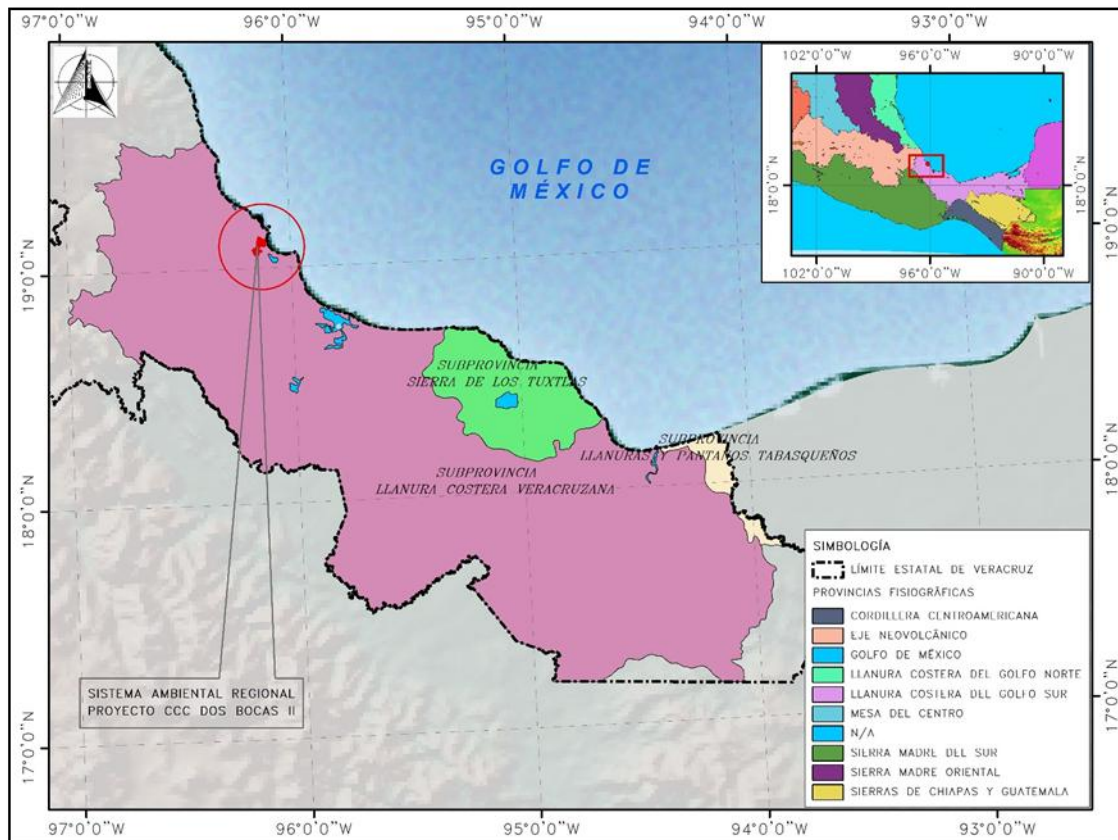 97°0'0"W
96°0'0"W
95°0'0"W
94°0'0"W
93°0'0"W
102°0'0"W
96°0'0"W
90°0'0"W
18°0'0"N
18°0'0"N
102°0'0"W
96°0'0"W
90°0'0"W
GOLFO DE
MÉXICO
19°0'0"N
19°0'0"N
SUBPROVINCIA
SIERRA DE LOS TUXTLAS
SUBPROVINCIA
LLANURAS Y PANTANOS TABASQUEÑOS
SUBPROVINCIA
LLANURA COSTERA VERACRUZANA
18°0'0"N
18°0'0"N
SIMBOLOGÍA
LÍMITE ESTATAL DE VERACRUZ
PROVINCIAS FISIOGRÁFICAS
CORDILLERA CENTROAMERICANA
EJE NEOVOLCÁNICO
GOLFO DE MÉXICO
LLANURA COSTERA DEL GOLFO NORTE
LLANURA COSTERA DEL GOLFO SUR
MESA DEL CENTRO
N/A
SIERRA MADRE DEL SUR
SIERRA MADRE ORIENTAL
SIERRAS DE CHIAPAS Y GUATEMALA
SISTEMA AMBIENTAL REGIONAL
PROYECTO CCC DOS BOCAS II
17°0'0"N
17°0'0"N
97°0'0"W
96°0'0"W
95°0'0"W
94°0'0"W
93°0'0"W